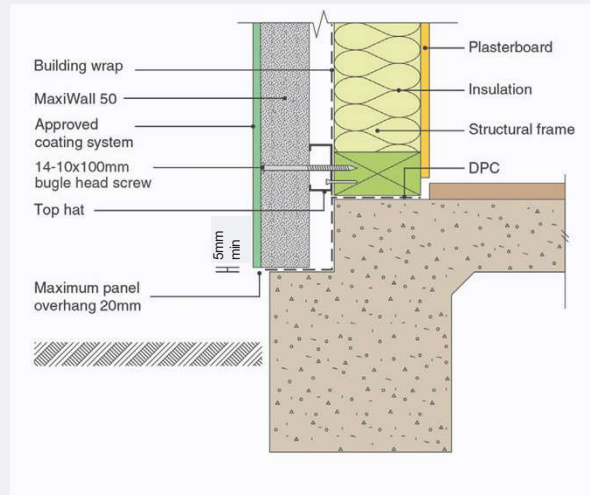 Building wrap
MaxiWall 50
Approved
coating system
14-10x100mm
bugle head screw
Top hat
5mm
min
Maximum panel
overhang 20mm
Plasterboard
Insulation
Structural frame
DPC